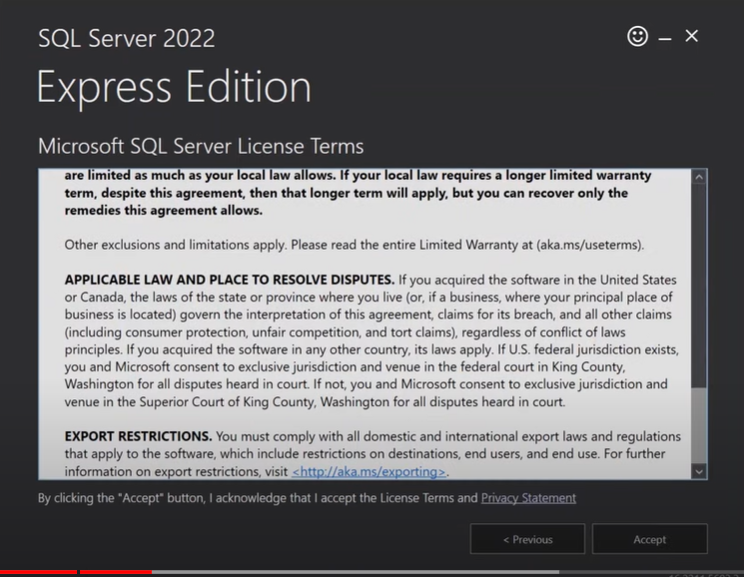 SQL Server 2022
Express Edition
Microsoft SQL Server License Terms
are limited as much as your local law allows. If your local law requires a longer limited warranty
term, despite this agreement, then that longer term will apply, but you can recover only the
remedies this agreement allows.
Other exclusions and limitations apply. Please read the entire Limited Warranty at (aka.ms/useterms).
APPLICABLE LAW AND PLACE TO RESOLVE DISPUTES. If you acquired the software in the United States
or Canada, the laws of the state or province where you live (or, if a business, where your principal place of
business is located) govern the interpretation of this agreement, claims for its breach, and all other claims
(including consumer protection, unfair competition, and tort claims), regardless of conflict of laws
principles. If you acquired the software in any other country, its laws apply. If U.S. federal jurisdiction exists,
you and Microsoft consent to exclusive jurisdiction and venue in the federal court in King County,
Washington for all disputes heard in court. If not, you and Microsoft consent to exclusive jurisdiction and
venue in the Superior Court of King County, Washington for all disputes heard in court.
EXPORT RESTRICTIONS. You must comply with all domestic and international export laws and regulations
that apply to the software, which include restrictions on destinations, end users, and end use. For further
information on export restrictions, visit <http://aka.ms/exporting>.
By clicking the "Accept" button, I acknowledge that I accept the License Terms and Privacy Statement
< Previous
Accept